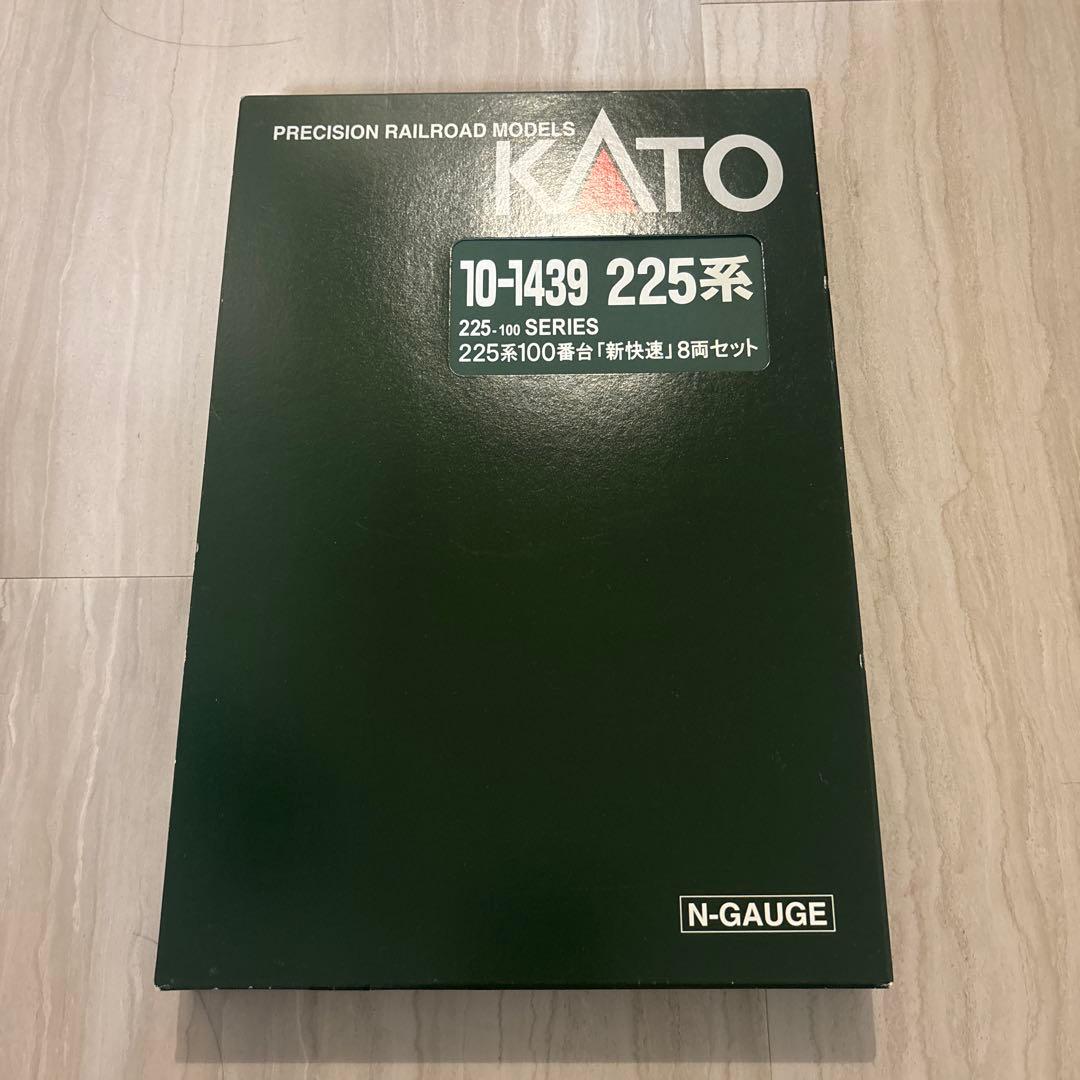 PRECISION RAILROAD MODELS
KATO
10-1439 225系
225-100 SERIES
225系100番台「新快速」8両セット
N-GAUGE